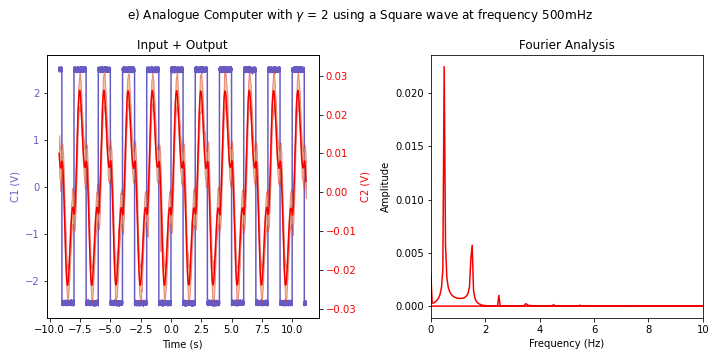 e) Analogue Computer with γ = 2 using a Square wave at frequency 500mHz
Input + Output
Fourier Analysis
C1 (V)
2
1
0
−1
−2
0.03
0.02
0.01
0.00
−0.01
−0.02
−0.03
C2 (V)
−10.0 −7.5 −5.0 −2.5 0.0 2.5 5.0 7.5 10.0
Time (s)
Amplitude
0.020
0.015
0.010
0.005
0.000
0 2 4 6 8 10
Frequency (Hz)